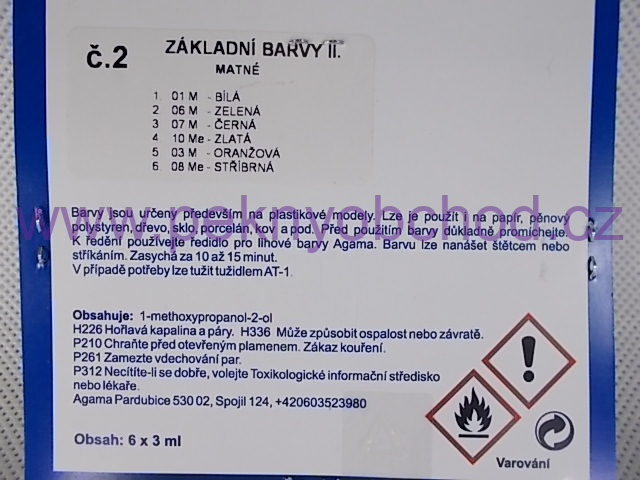 č.2
ZÁKLADNÍ BARVY II.
MATNÉ
1. 01 M - BÍLÁ
2. 06 M - ZELENÁ
3. 07 M - ČERNÁ
4. 10 Me - ZLATÁ
5. 03 M - ORANŽOVÁ
6. 08 Me - STŘÍBRNÁ
Barvy jsou určeny především na plastikové modely. Lze je použít i na papír, pěnový
polystyren, dřevo, sklo, porcelán, kov a pod. Před použitím barvy důkladně promíchejte.
www.peknyobchod.cz
K ředění používejte ředidlo pro lihové barvy Agama. Barvu lze nanášet štětcem nebo
stříkáním. Zasychá za 10 až 15 minut.
V případě potřeby lze tužit tužidlem AT-1.
Obsahuje: 1-methoxypropanol-2-ol
H226 Hořlavá kapalina a páry. H336 Může způsobit ospalost nebo závratě.
P210 Chraňte před otevřeným plamenem. Zákaz kouření.
P261 Zamezte vdechování par.
P312 Necítíte-li se dobře, volejte Toxikologické informační středisko
nebo lékaře.
Agama Pardubice 530 02, Spojil 124, +420603523980
Obsah: 6 x 3 ml
Varování